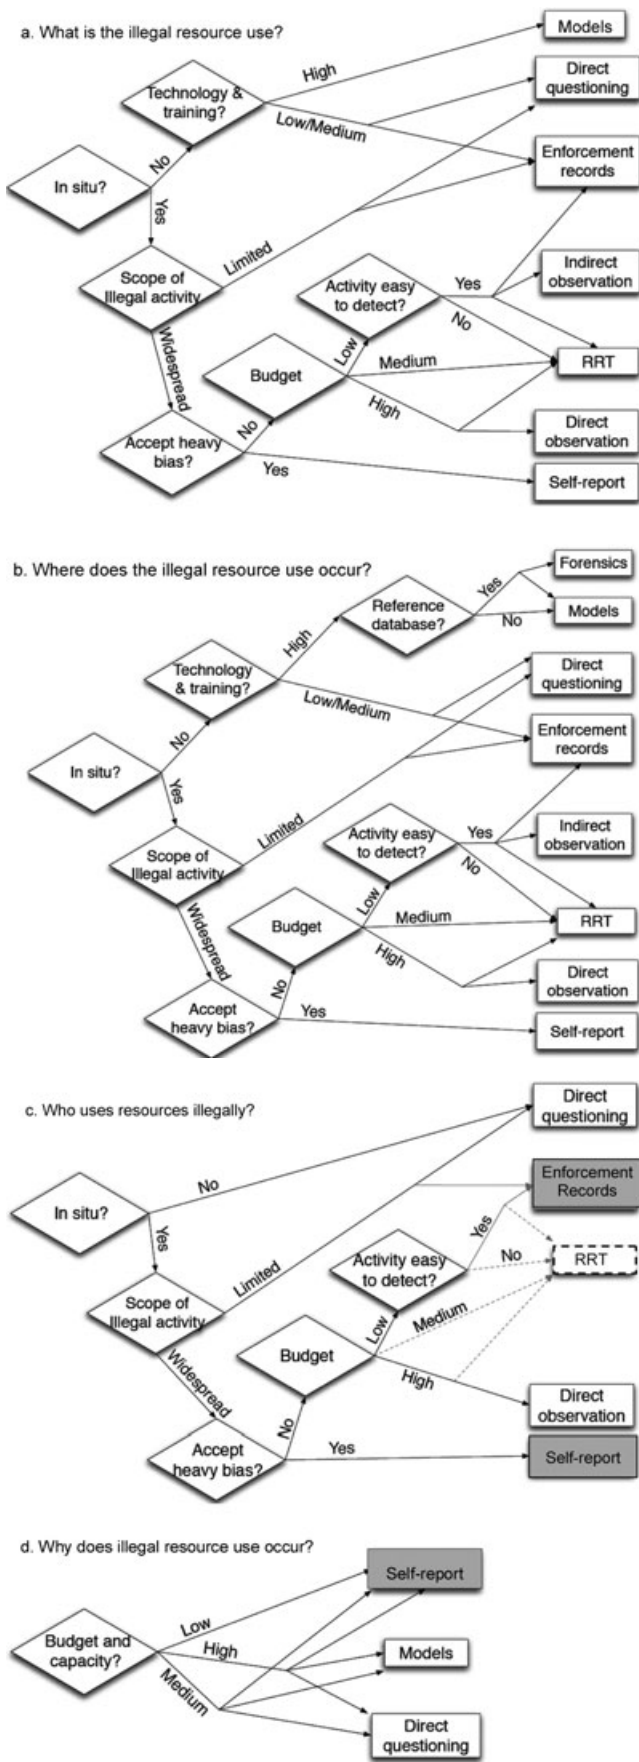 a. What is the illegal resource use?
Models
High
Direct
questioning
Technology &
training?
Low/Medium
Enforcement
records
No
In situ?
Yes
Limited
Scope of
Illegal activity
Activity easy
to detect?
Yes
Indirect
observation
No
Widespread
Low
Budget
Medium
RRT
High
No
Direct
observation
Accept heavy
bias?
Yes
Self-report
b. Where does the illegal resource use occur?
Forensics
Yes
Reference
database?
Models
No
High
Technology
& training?
Direct
questioning
Low/Medium
Enforcement
records
No
In situ?
Yes
Limited
Activity easy
to detect?
Yes
Indirect
observation
No
Scope of
Illegal activity
Low
Widespread
Budget
Medium
RRT
High
No
Direct
observation
Accept
heavy bias?
Yes
Self-report
c. Who uses resources illegally?
Direct
questioning
No
Enforcement
Records
In situ?
Yes
Yes
Limited
Activity easy
to detect?
No
RRT
Scope of
Illegal activity
Low
Medium
Widespread
Budget
High
Direct
observation
No
Accept
heavy bias?
Yes
Self-report
d. Why does illegal resource use occur?
Self-report
Low
Budget and
capacity?
High
Models
Medium
Direct
questioning